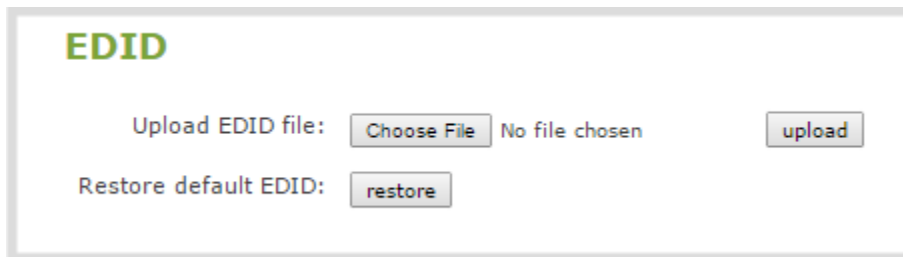 EDID
Upload EDID file: Choose File No file chosen upload
Restore default EDID: restore